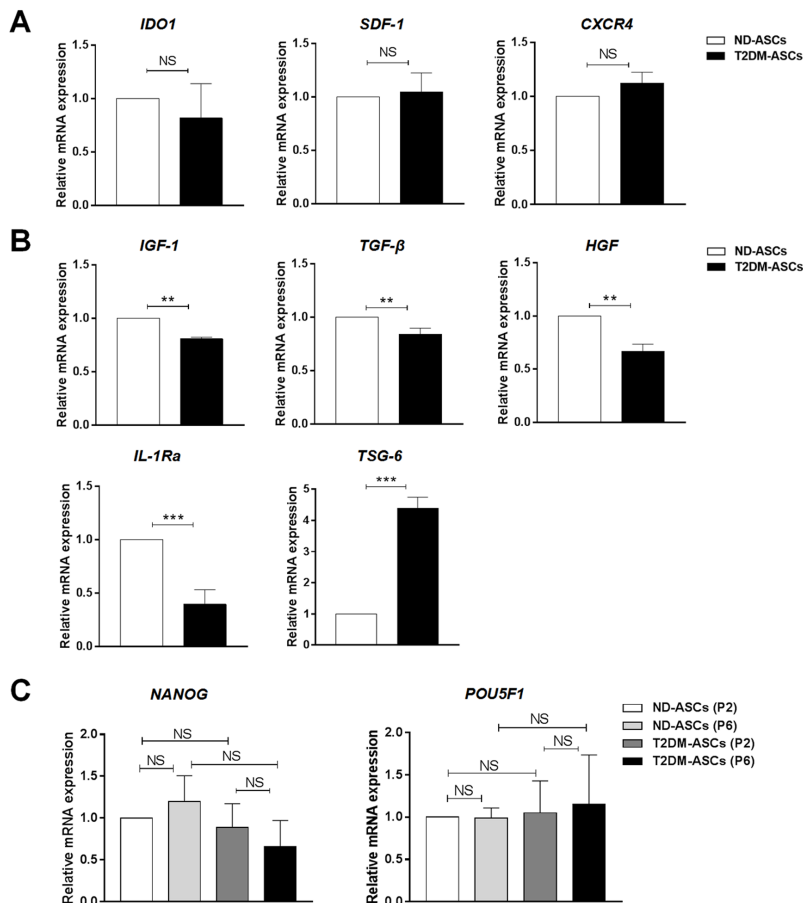 A
IDO1
SDF-1
CXCR4
ND-ASCs
T2DM-ASCs
Relative mRNA expression
1.5
1.0
0.5
0.0
NS
Relative mRNA expression
1.5
1.0
0.5
0.0
NS
Relative mRNA expression
1.5
1.0
0.5
0.0
NS
B
IGF-1
TGF-β
HGF
ND-ASCs
T2DM-ASCs
Relative mRNA expression
1.5
1.0
0.5
0.0
**
Relative mRNA expression
1.5
1.0
0.5
0.0
**
Relative mRNA expression
1.5
1.0
0.5
0.0
**
IL-1Ra
TSG-6
Relative mRNA expression
1.5
1.0
0.5
0.0
***
Relative mRNA expression
5
4
2
1
0
***
C
NANOG
POU5F1
ND-ASCs (P2)
ND-ASCs (P6)
T2DM-ASCs (P2)
T2DM-ASCs (P6)
Relative mRNA expression
2.0
1.5
1.0
0.5
0.0
NS
NS
NS
NS
Relative mRNA expression
2.0
1.5
1.0
0.5
0.0
NS
NS
NS
NS